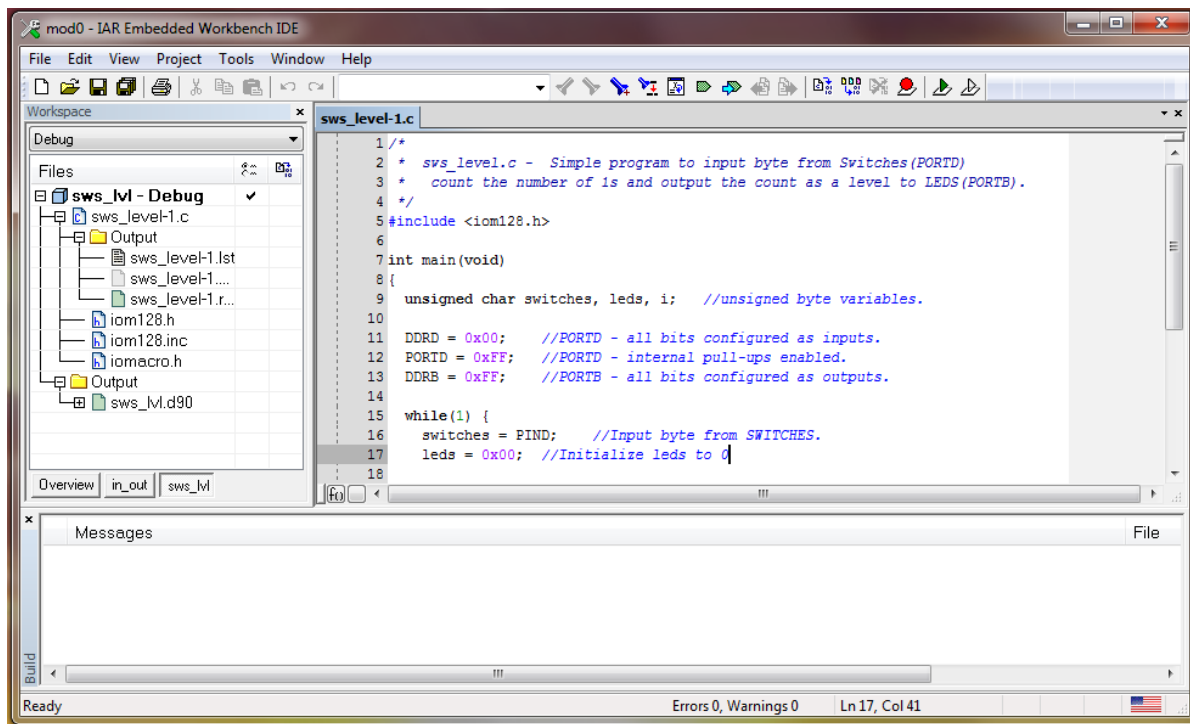 mod0 - IAR Embedded Workbench IDE
File Edit View Project Tools Window Help
Workspace
Debug
Files
sws_lvl - Debug
sws_level-1.c
Output
sws_level-1.lst
sws_level-1....
sws_level-1.r...
iom128.h
iom128.inc
iomacro.h
Output
sws_lvl.d90
Overview in_out sws_lvl
sws_level-1.c
1 /*
2 * sws_level.c - Simple program to input byte from Switches(PORTD)
3 * count the number of 1s and output the count as a level to LEDS(PORTB).
4 */
5 #include <iom128.h>
6
7 int main(void)
8 {
9 unsigned char switches, leds, i; //unsigned byte variables.
10
11 DDRD = 0x00; //PORTD - all bits configured as inputs.
12 PORTD = 0xFF; //PORTD - internal pull-ups enabled.
13 DDRB = 0xFF; //PORTB - all bits configured as outputs.
14
15 while(1) {
16 switches = PIND; //Input byte from SWITCHES.
17 leds = 0x00; //Initialize leds to 0
18
f()
Messages File
Build
Ready Errors 0, Warnings 0 Ln 17, Col 41